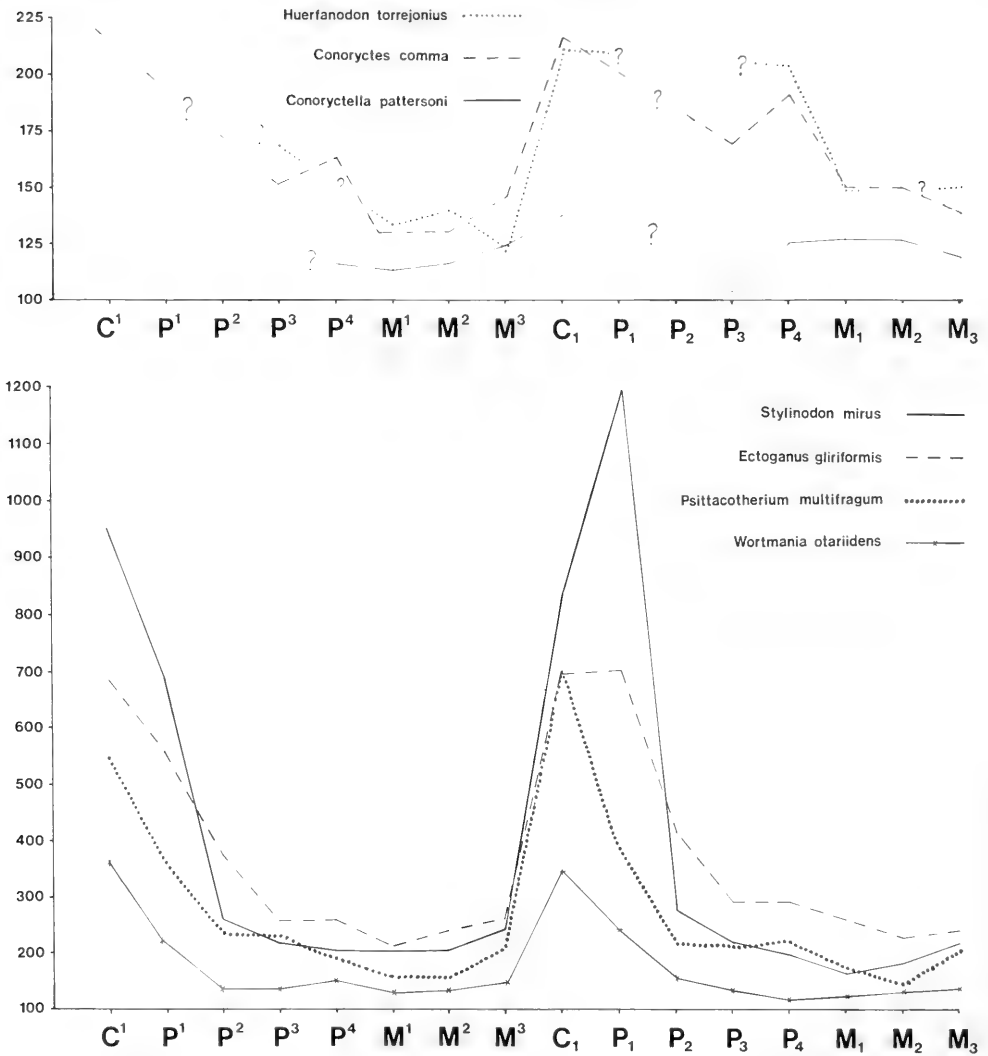 225
200
175
150
125
100
Huerfanodon torrejonius
Conoryctes comma
Conoryctella pattersoni
?
?
?
?
?
?
?
?
C¹ P¹ P² P³ P⁴ M¹ M² M³ C₁ P₁ P₂ P₃ P₄ M₁ M₂ M₃
1200
1100
1000
900
800
700
600
500
400
300
200
100
Stylinodon mirus
Ectoganus gliriformis
Psittacotherium multifragum
Wortmania otariidens
C¹ P¹ P² P³ P⁴ M¹ M² M³ C₁ P₁ P₂ P₃ P₄ M₁ M₂ M₃